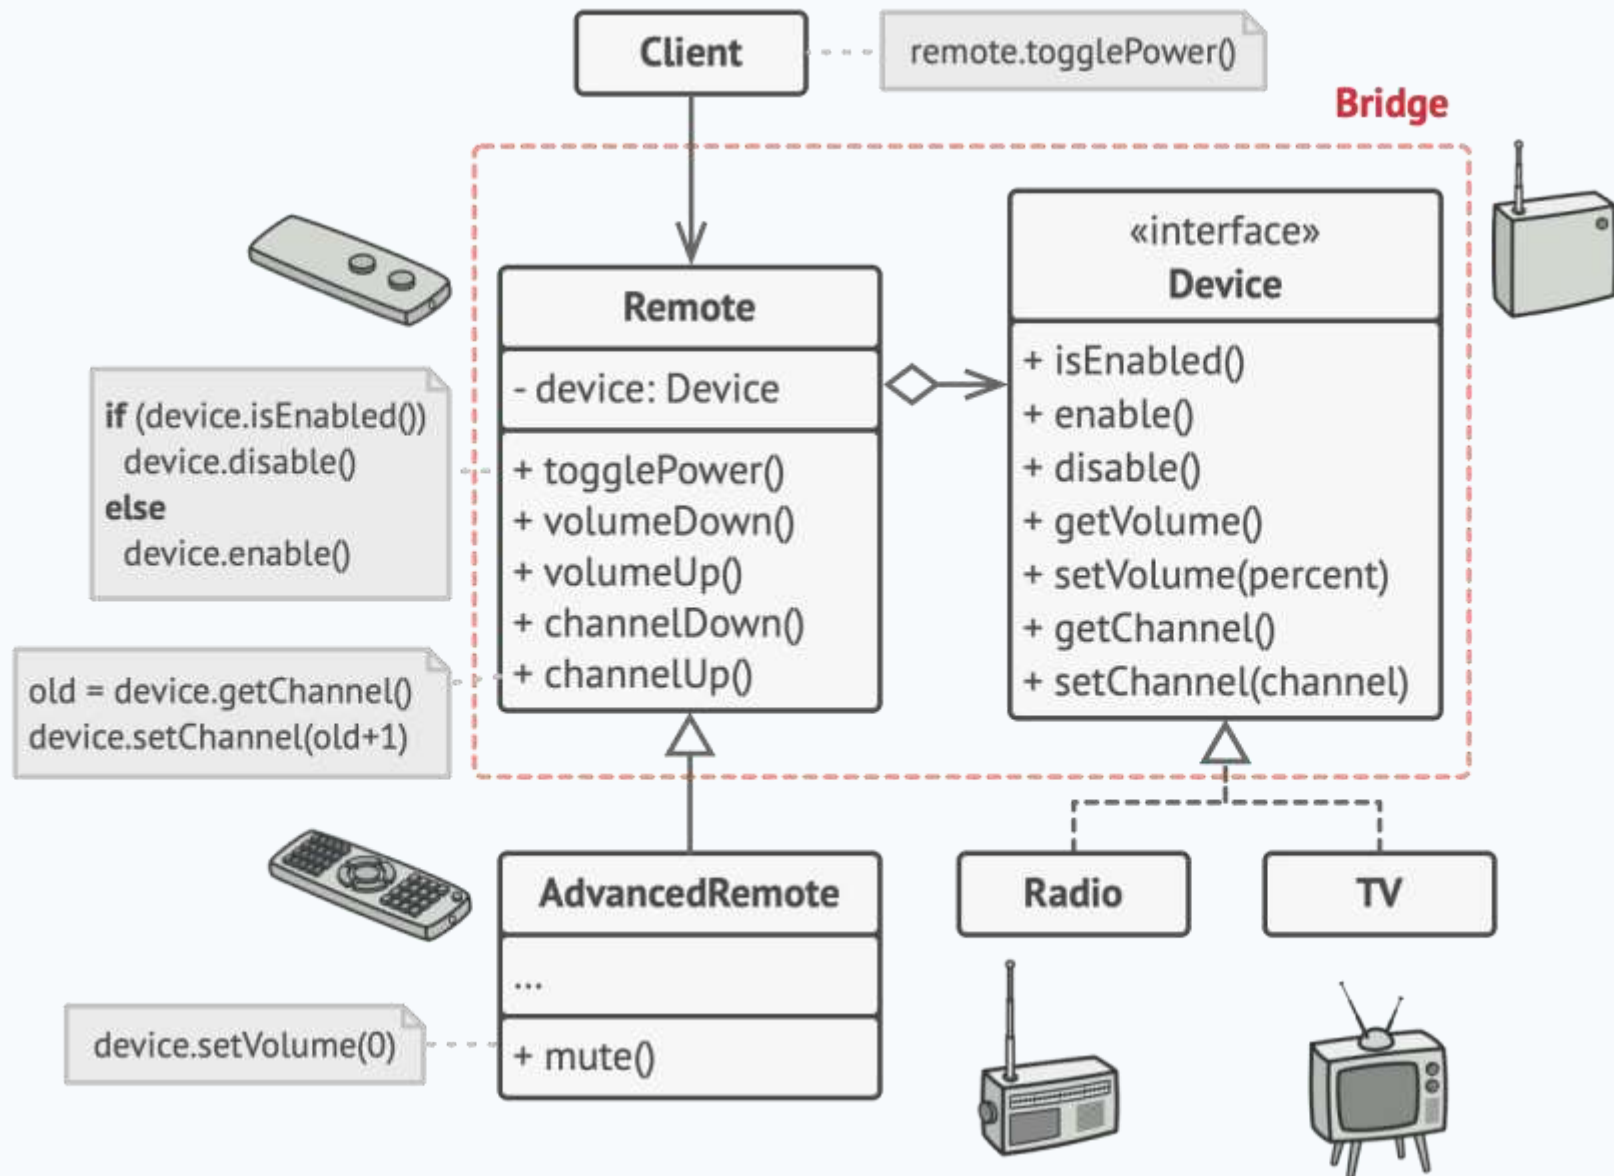 Client
remote.togglePower()
Bridge
«interface»
Device
+ isEnabled()
+ enable()
+ disable()
+ getVolume()
+ setVolume(percent)
+ getChannel()
+ setChannel(channel)
Remote
- device: Device
+ togglePower()
+ volumeDown()
+ volumeUp()
+ channelDown()
+ channelUp()
if (device.isEnabled())
device.disable()
else
device.enable()
old = device.getChannel()
device.setChannel(old+1)
AdvancedRemote
...
+ mute()
device.setVolume(0)
Radio
TV